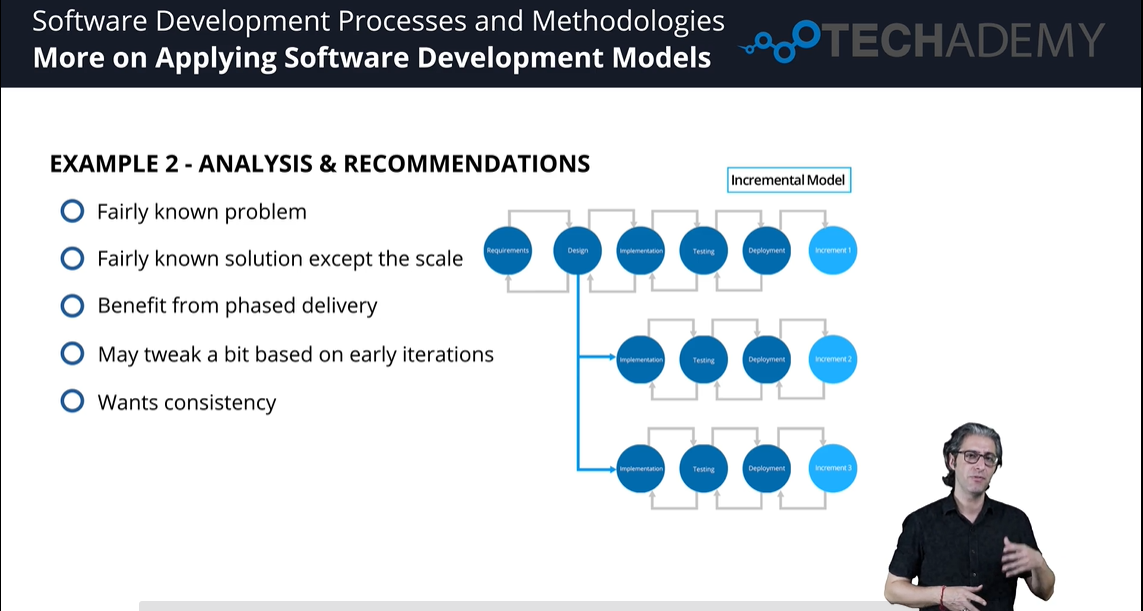 Software Development Processes and Methodologies
More on Applying Software Development Models
TECHADEMY
EXAMPLE 2 - ANALYSIS & RECOMMENDATIONS
Incremental Model
Fairly known problem
Fairly known solution except the scale
Benefit from phased delivery
May tweak a bit based on early iterations
Wants consistency
Requirements
Design
Implementation
Testing
Deployment
Increment 1
Implementation
Testing
Deployment
Increment 2
Implementation
Testing
Deployment
Increment 3